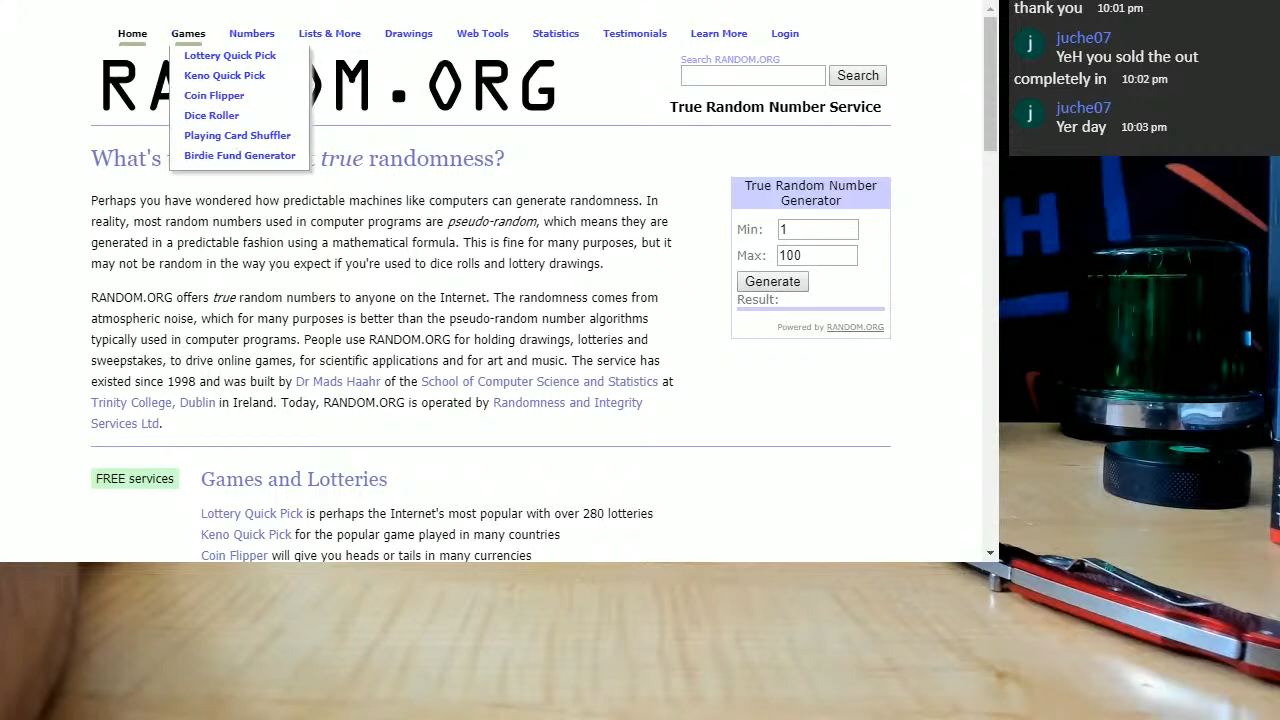 Home Games Numbers Lists & More Drawings Web Tools Statistics Testimonials Learn More Login
Lottery Quick Pick
Keno Quick Pick
Coin Flipper
Dice Roller
Playing Card Shuffler
Birdie Fund Generator
DOM.ORG
Search RANDOM.ORG
Search
True Random Number Service
What's true randomness?
Perhaps you have wondered how predictable machines like computers can generate randomness. In
reality, most random numbers used in computer programs are pseudo-random, which means they are
generated in a predictable fashion using a mathematical formula. This is fine for many purposes, but it
may not be random in the way you expect if you're used to dice rolls and lottery drawings.
RANDOM.ORG offers true random numbers to anyone on the Internet. The randomness comes from
atmospheric noise, which for many purposes is better than the pseudo-random number algorithms
typically used in computer programs. People use RANDOM.ORG for holding drawings, lotteries and
sweepstakes, to drive online games, for scientific applications and for art and music. The service has
existed since 1998 and was built by Dr Mads Haahr of the School of Computer Science and Statistics at
Trinity College, Dublin in Ireland. Today, RANDOM.ORG is operated by Randomness and Integrity
Services Ltd.
True Random Number
Generator
Min: 1
Max: 100
Generate
Result:
Powered by RANDOM.ORG
FREE services
Games and Lotteries
Lottery Quick Pick is perhaps the Internet's most popular with over 280 lotteries
Keno Quick Pick for the popular game played in many countries
Coin Flipper will give you heads or tails in many currencies
thank you 10:01 pm
j juche07
YeH you sold the out
completely in 10:02 pm
j juche07
Yer day 10:03 pm
H